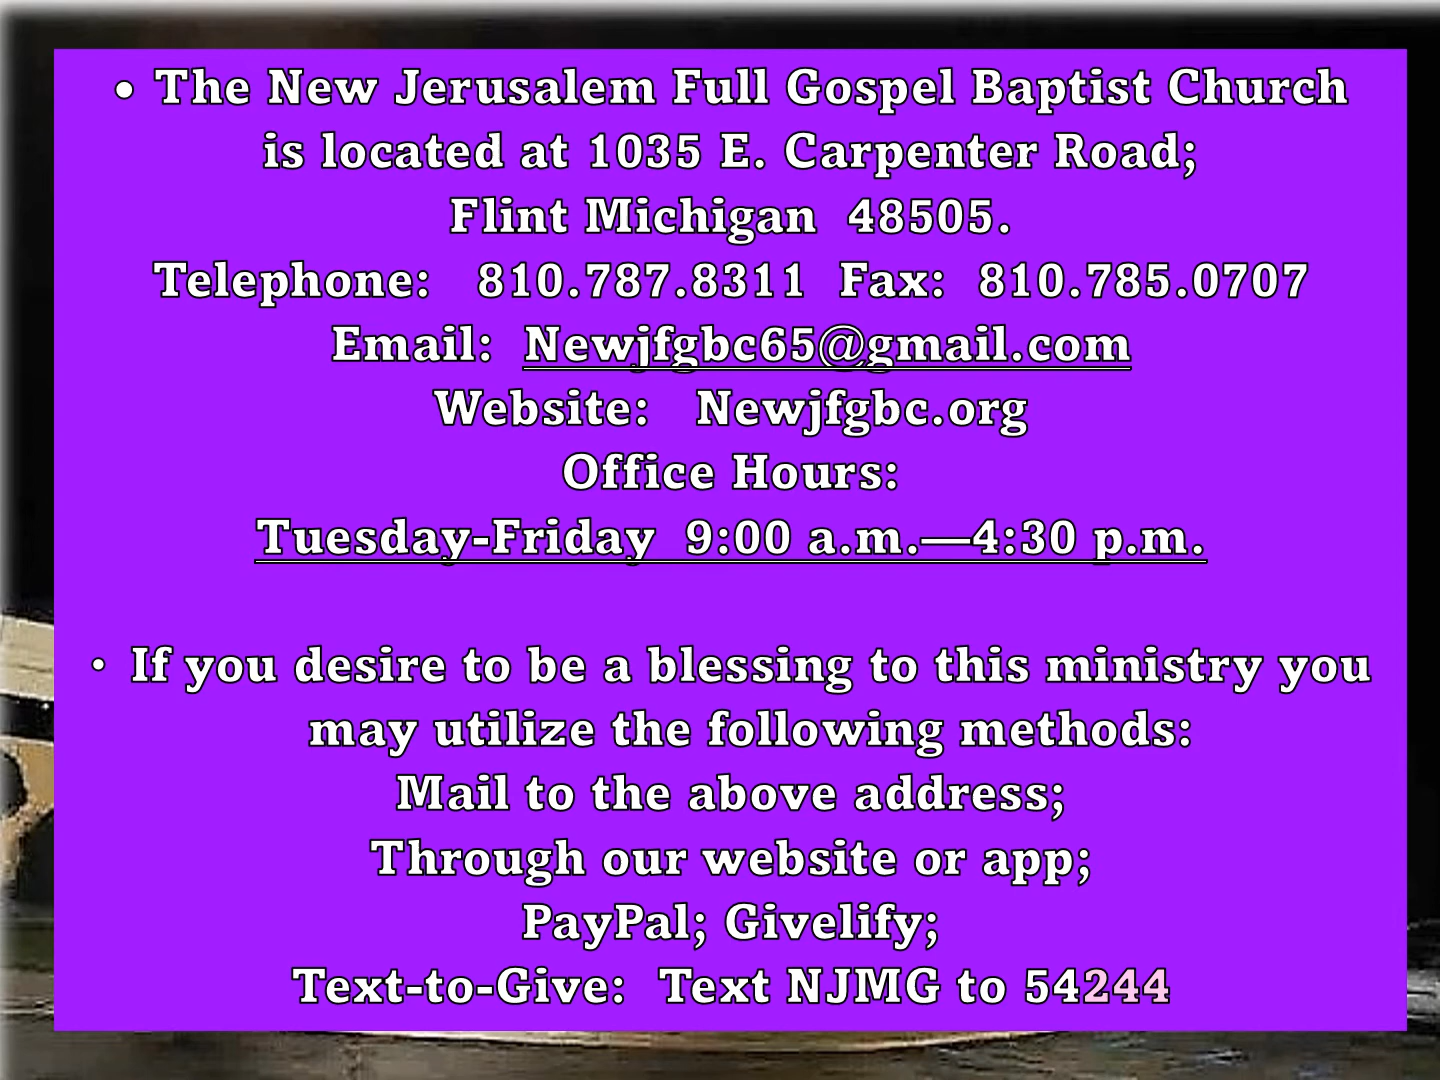 • The New Jerusalem Full Gospel Baptist Church
is located at 1035 E. Carpenter Road;
Flint Michigan  48505.
Telephone:   810.787.8311  Fax:  810.785.0707
Email:  Newjfgbc65@gmail.com
Website:   Newjfgbc.org
Office Hours:
Tuesday-Friday  9:00 a.m.—4:30 p.m.
• If you desire to be a blessing to this ministry you
may utilize the following methods:
Mail to the above address;
Through our website or app;
PayPal; Givelify;
Text-to-Give:  Text NJMG to 54244